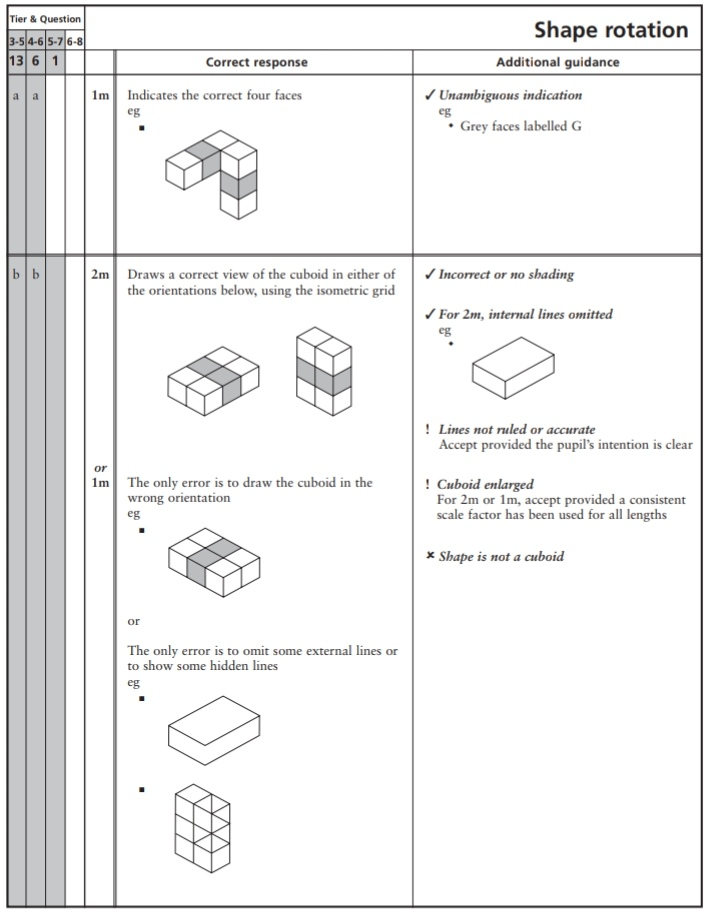 Tier & Question
Shape rotation
3-5 4-6 5-7 6-8
13 6 1
Correct response
Additional guidance
a a
1m
Indicates the correct four faces
eg
■
✓ Unambiguous indication
eg
• Grey faces labelled G
b b
2m
Draws a correct view of the cuboid in either of
the orientations below, using the isometric grid
✓ Incorrect or no shading
✓ For 2m, internal lines omitted
eg
•
! Lines not ruled or accurate
Accept provided the pupil's intention is clear
or
1m
The only error is to draw the cuboid in the
wrong orientation
eg
■
! Cuboid enlarged
For 2m or 1m, accept provided a consistent
scale factor has been used for all lengths
✗ Shape is not a cuboid
or
The only error is to omit some external lines or
to show some hidden lines
eg
■
■